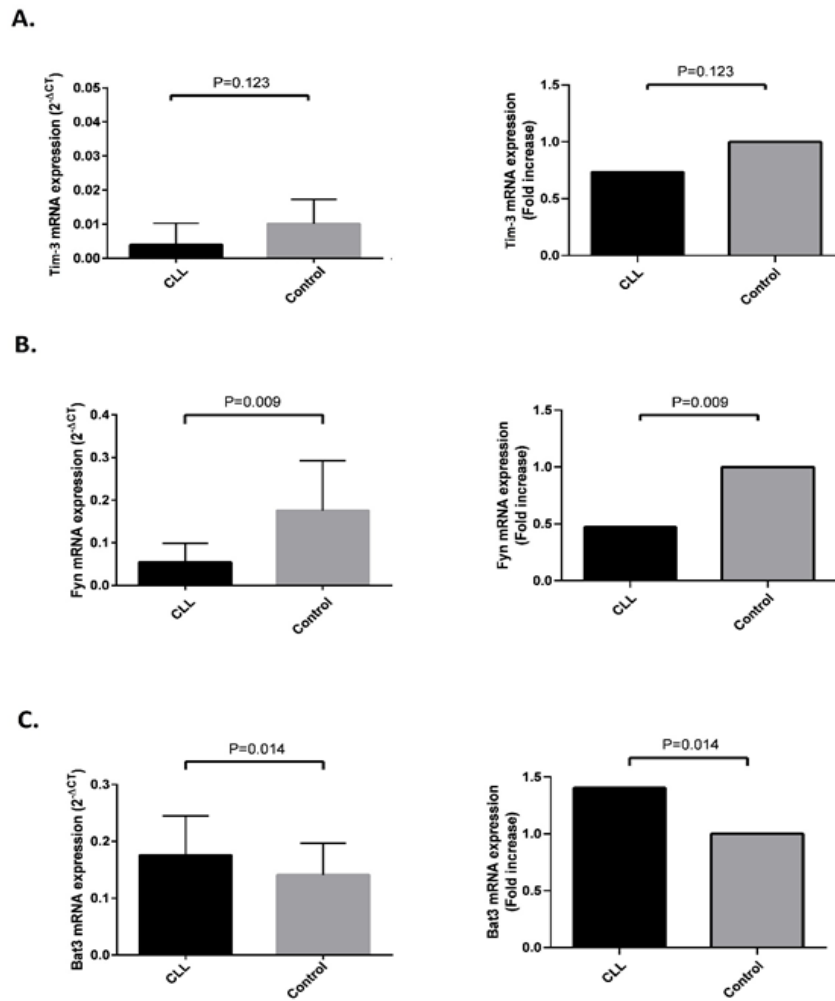 A.
P=0.123
Tim-3 mRNA expression (2-ΔCT)
0.05
0.04
0.03
0.02
0.01
0.00
CLL
Control
P=0.123
Tim-3 mRNA expression
(Fold increase)
1.5
1.0
0.5
0.0
CLL
Control
B.
P=0.009
Fyn mRNA expression (2-ΔCT)
0.4
0.3
0.2
0.1
0.0
CLL
Control
P=0.009
Fyn mRNA expression
(Fold increase)
1.5
1.0
0.5
0.0
CLL
Control
C.
P=0.014
Bat3 mRNA expression (2-ΔCT)
0.3
0.2
0.1
0.0
CLL
Control
P=0.014
Bat3 mRNA expression
(Fold increase)
1.5
1.0
0.5
0.0
CLL
Control